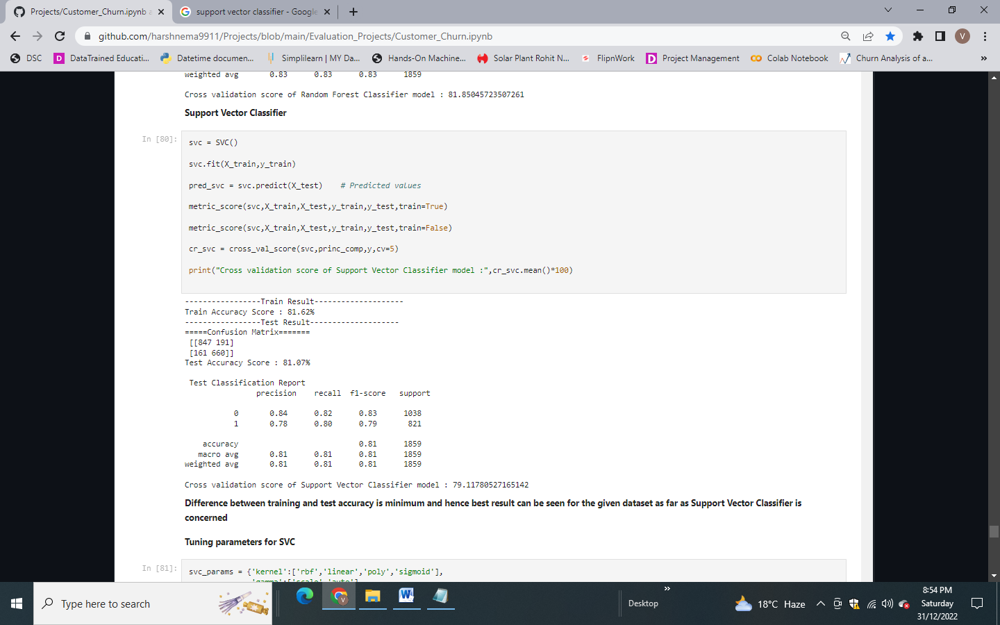 Projects/Customer_Churn.ipynb a
support vector classifier - Google
github.com/harshnema9911/Projects/blob/main/Evaluation_Projects/Customer_Churn.ipynb
V
DSC
DataTrained Educati...
Datetime documen...
Simplilearn | MY Da...
Hands-On Machine...
Solar Plant Rohit N...
FlipnWork
Project Management
Colab Notebook
Churn Analysis of a...
»
weighted avg 0.83 0.83 0.83 1859
Cross validation score of Random Forest Classifier model : 81.85045723507261
Support Vector Classifier
In [80]:
svc = SVC()
svc.fit(X_train,y_train)
pred_svc = svc.predict(X_test) # Predicted values
metric_score(svc,X_train,X_test,y_train,y_test,train=True)
metric_score(svc,X_train,X_test,y_train,y_test,train=False)
cr_svc = cross_val_score(svc,princ_comp,y,cv=5)
print("Cross validation score of Support Vector Classifier model :",cr_svc.mean()*100)
-----------------Train Result--------------------
Train Accuracy Score : 81.62%
-----------------Test Result--------------------
=====Confusion Matrix=======
[[847 191]
[161 660]]
Test Accuracy Score : 81.07%
Test Classification Report
precision recall f1-score support
0 0.84 0.82 0.83 1038
1 0.78 0.80 0.79 821
accuracy 0.81 1859
macro avg 0.81 0.81 0.81 1859
weighted avg 0.81 0.81 0.81 1859
Cross validation score of Support Vector Classifier model : 79.11780527165142
Difference between training and test accuracy is minimum and hence best result can be seen for the given dataset as far as Support Vector Classifier is
concerned
Tuning parameters for SVC
In [81]:
svc_params = {'kernel':['rbf','linear','poly','sigmoid'],
'gamma':['scale','auto'],
Type here to search
Desktop
»
18°C Haze
8:54 PM
Saturday
31/12/2022